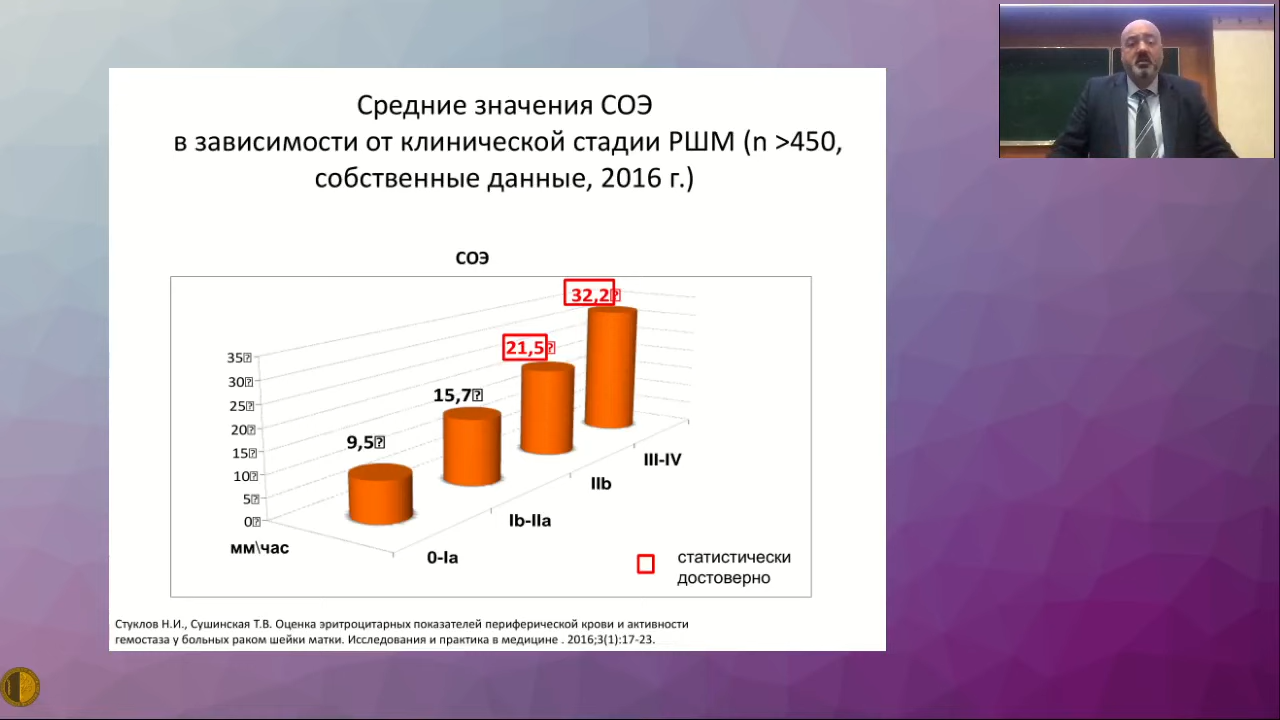 Средние значения СОЭ
в зависимости от клинической стадии РШМ (n >450,
собственные данные, 2016 г.)
СОЭ
32,2
21,5
15,7
9,5
35
30
25
20
15
10
5
0
мм\час
0-Ia
Ib-IIa
IIb
III-IV
статистически
достоверно
Стуклов Н.И., Сушинская Т.В. Оценка эритроцитарных показателей периферической крови и активности
гемостаза у больных раком шейки матки. Исследования и практика в медицине . 2016;3(1):17-23.